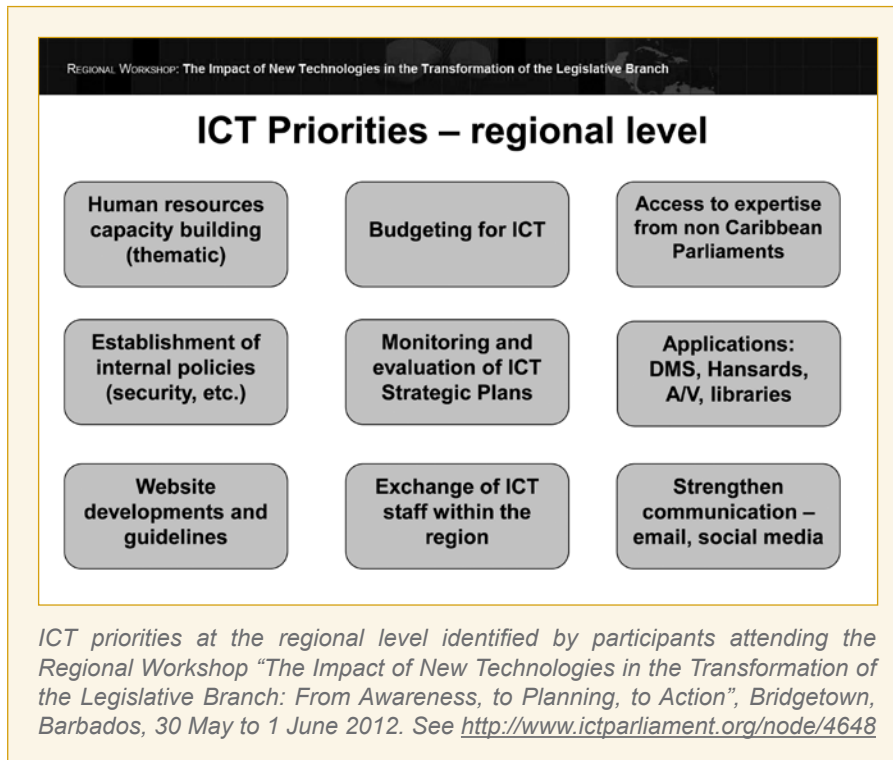 REGIONAL WORKSHOP: The Impact of New Technologies in the Transformation of the Legislative Branch
ICT Priorities – regional level
Human resources
capacity building
(thematic)
Budgeting for ICT
Access to expertise
from non Caribbean
Parliaments
Establishment of
internal policies
(security, etc.)
Monitoring and
evaluation of ICT
Strategic Plans
Applications:
DMS, Hansards,
A/V, libraries
Website
developments and
guidelines
Exchange of ICT
staff within the
region
Strengthen
communication –
email, social media
ICT priorities at the regional level identified by participants attending the
Regional Workshop “The Impact of New Technologies in the Transformation of
the Legislative Branch: From Awareness, to Planning, to Action”, Bridgetown,
Barbados, 30 May to 1 June 2012. See http://www.ictparliament.org/node/4648